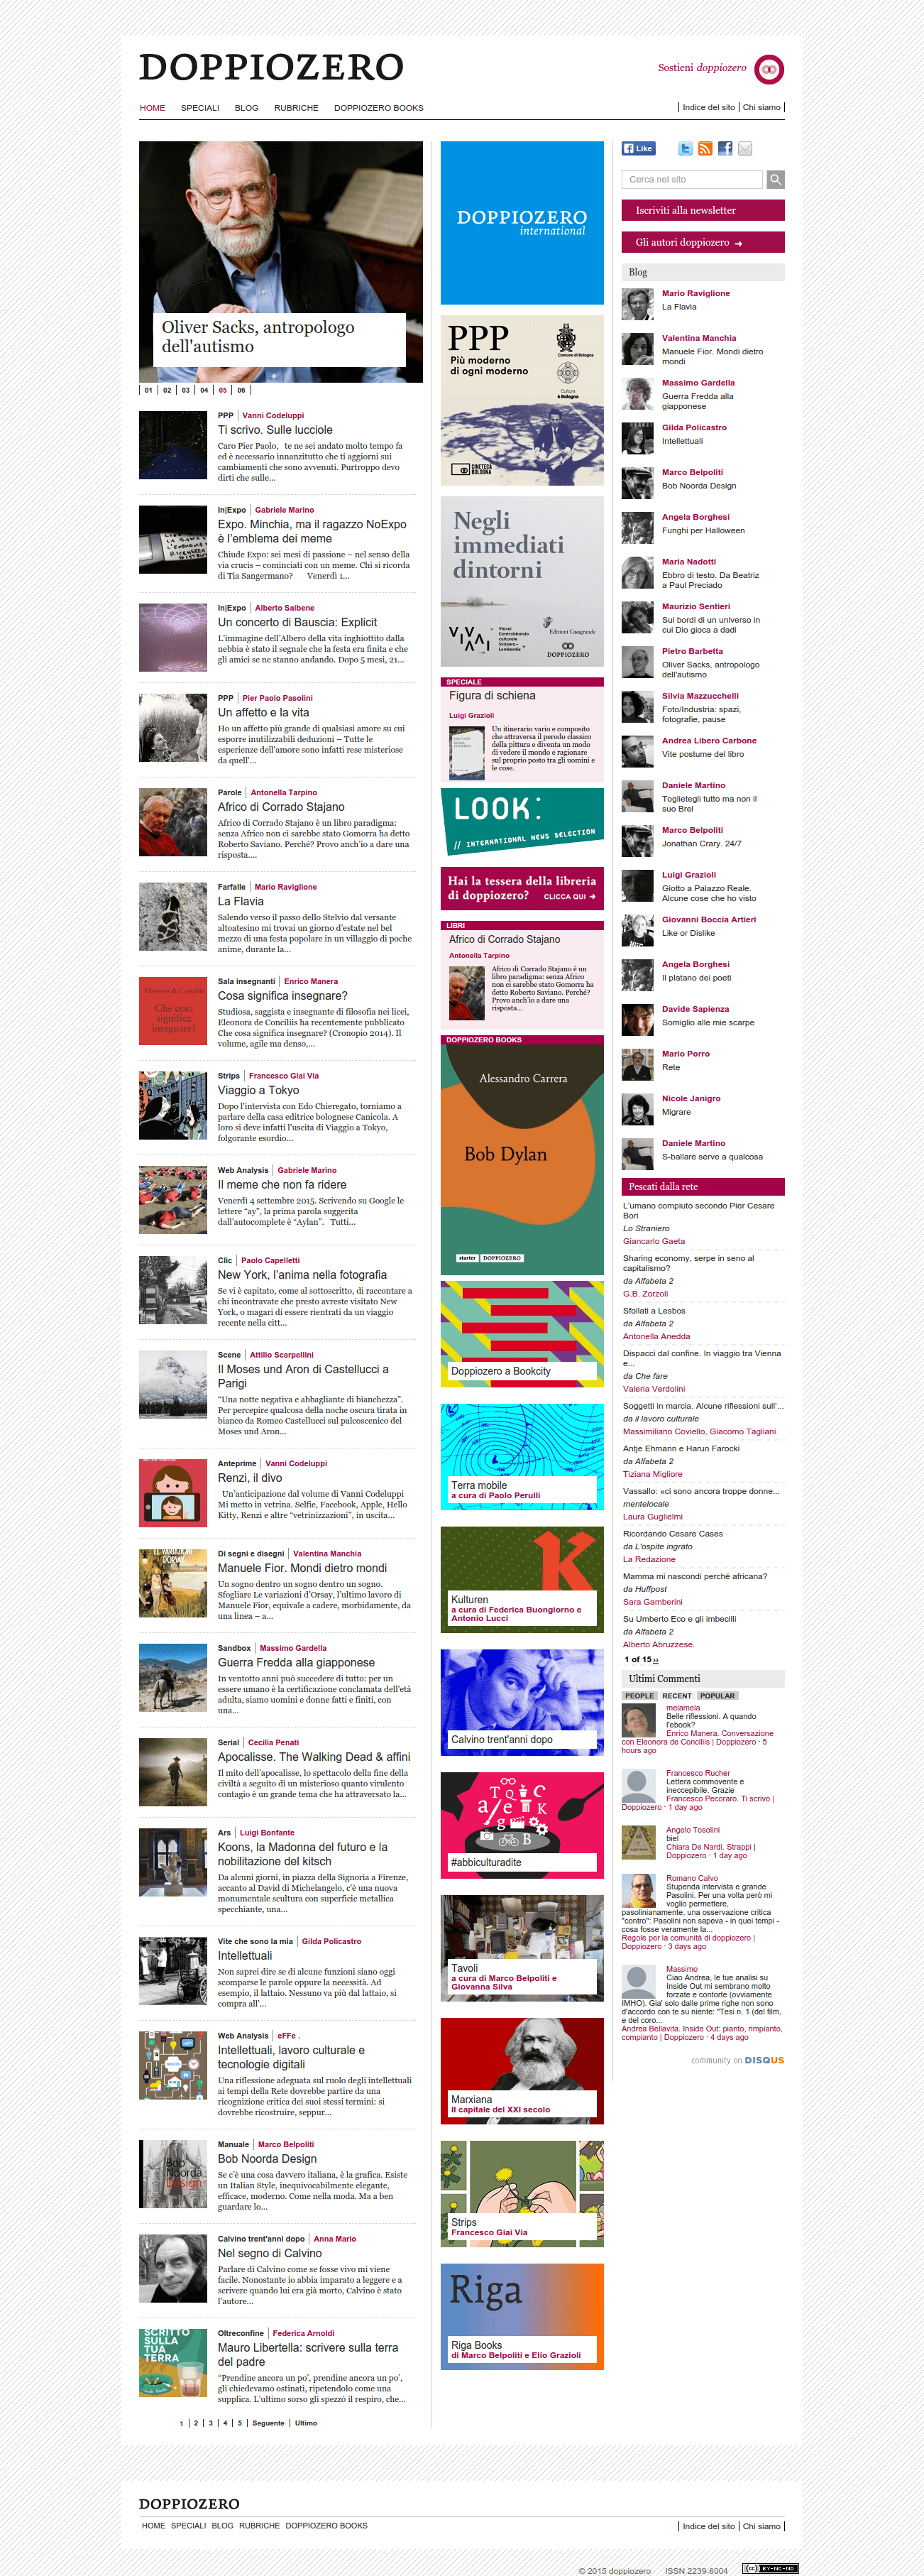 DOPPIOZERO
Sostieni doppiozero
HOME SPECIALI BLOG RUBRICHE DOPPIOZERO BOOKS
Indice del sito Chi siamo
Oliver Sacks, antropologo
dell'autismo
01 02 03 04 05 06
PPP Vanni Codeluppi
Ti scrivo. Sulle lucciole
Caro Pier Paolo, te ne sei andato molto tempo fa
ed è necessario innanzitutto che ti aggiorni sui
cambiamenti che sono avvenuti. Purtroppo devo
dirti che sulle...
In|Expo Gabriele Marino
Expo. Minchia, ma il ragazzo NoExpo
è l'emblema dei meme
Chiude Expo: sei mesi di passione – nel senso della
via crucis – cominciati con un meme. Chi si ricorda
di Tia Sangermano? Venerdì 1...
In|Expo Alberto Saibene
Un concerto di Bauscia: Explicit
L'immagine dell'Albero della vita inghiottito dalla
nebbia è stato il segnale che la festa era finita e che
gli amici se ne stanno andando. Dopo 5 mesi, 21...
PPP Pier Paolo Pasolini
Un affetto e la vita
Ho un affetto più grande di qualsiasi amore su cui
esporre inutilizzabili deduzioni – Tutte le
esperienze dell'amore sono infatti rese misteriose
da quell'...
Parole Antonella Tarpino
Africo di Corrado Stajano
Africo di Corrado Stajano è un libro paradigma:
senza Africo non ci sarebbe stato Gomorra ha detto
Roberto Saviano. Perché? Provo anch'io a dare una
risposta....
Farfalle Mario Raviglione
La Flavia
Salendo verso il passo dello Stelvio dal versante
altoatesino mi trovai un giorno d'estate nel bel
mezzo di una festa popolare in un villaggio di poche
anime, durante la...
Sala insegnanti Enrico Manera
Cosa significa insegnare?
Studiosa, saggista e insegnante di filosofia nei licei,
Eleonora de Conciliis ha recentemente pubblicato
Che cosa significa insegnare? (Cronopio 2014). Il
volume, agile ma denso,...
Strips Francesco Giai Via
Viaggio a Tokyo
Dopo l'intervista con Edo Chieregato, torniamo a
parlare della casa editrice bolognese Canicola. A
loro si deve infatti l'uscita di Viaggio a Tokyo,
folgorante esordio...
Web Analysis Gabriele Marino
Il meme che non fa ridere
Venerdì 4 settembre 2015. Scrivendo su Google le
lettere "ay", la prima parola suggerita
dall'autocomplete è "Aylan". Tutti...
Clic Paolo Capelletti
New York, l'anima nella fotografia
Se vi è capitato, come al sottoscritto, di raccontare a
chi incontravate che presto avreste visitato New
York, o magari di essere rientrati da un viaggio
recente nella citt...
Scene Attilio Scarpellini
Il Moses und Aron di Castellucci a
Parigi
"Una notte negativa e abbagliante di bianchezza".
Per percepire qualcosa della notte oscura tirata in
bianco da Romeo Castellucci sul palcoscenico del
Moses und Aron...
Anteprime Vanni Codeluppi
Renzi, il divo
Un'anticipazione dal volume di Vanni Codeluppi
Mi metto in vetrina. Selfie, Facebook, Apple, Hello
Kitty, Renzi e altre "vetrinizzazioni", in uscita...
Di segni e disegni Valentina Manchia
Manuele Fior. Mondi dietro mondi
Un sogno dentro un sogno dentro un sogno.
Sfogliare Le variazioni d'Orsay, l'ultimo lavoro di
Manuele Fior, equivale a cadere, morbidamente, da
una linea – a...
Sandbox Massimo Gardella
Guerra Fredda alla giapponese
In ventotto anni può succedere di tutto: per un
essere umano è la certificazione conclamata dell'età
adulta, siamo uomini e donne fatti e finiti, con
una...
Serial Cecilia Penati
Apocalisse. The Walking Dead & affini
Il mito dell'apocalisse, lo spettacolo della fine della
civiltà a seguito di un misterioso quanto virulento
contagio è un grande tema che ha attraversato la...
Ars Luigi Bonfante
Koons, la Madonna del futuro e la
nobilitazione del kitsch
Da alcuni giorni, in piazza della Signoria a Firenze,
accanto al David di Michelangelo, c'è una nuova
monumentale scultura con superficie metallica
specchiante, una...
Vite che sono la mia Gilda Policastro
Intellettuali
Non saprei dire se di alcune funzioni siano oggi
scomparse le parole oppure la necessità. Ad
esempio, il lattaio. Nessuno va più dal lattaio, si
compra all'...
Web Analysis eFFe .
Intellettuali, lavoro culturale e
tecnologie digitali
Una riflessione adeguata sul ruolo degli intellettuali
ai tempi della Rete dovrebbe partire da una
ricognizione critica dei suoi stessi termini: si
dovrebbe ricostruire, seppur...
Manuale Marco Belpoliti
Bob Noorda Design
Se c'è una cosa davvero italiana, è la grafica. Esiste
un Italian Style, inequivocabilmente elegante,
efficace, moderno. Come nella moda. Ma a ben
guardare lo...
Calvino trent'anni dopo Anna Mario
Nel segno di Calvino
Parlare di Calvino come se fosse vivo mi viene
facile. Nonostante io abbia imparato a leggere e a
scrivere quando lui era già morto, Calvino è stato
l'autore...
Oltreconfine Federica Arnoldi
Mauro Libertella: scrivere sulla terra
del padre
"Prendine ancora un po', prendine ancora un po',
gli chiedevamo ostinati, ripetendolo come una
supplica. L'ultimo sorso gli spezzò il respiro, che...
1 2 3 4 5 Seguente Ultimo
DOPPIOZERO
international
PPP
Più moderno
di ogni moderno
Comune di Bologna
CINETECA
BOLOGNA
Negli
immediati
dintorni
VIVAI
Edizioni Casagrande
DOPPIOZERO
SPECIALE
Figura di schiena
Luigi Grazioli
Un itinerario vario e composito
che attraversa il perodo classico
della pittura e diventa un modo
di vedere il mondo e ragionare
sul proprio posto tra gli uomini e
le cose.
LOOK:
// INTERNATIONAL NEWS SELECTION
Hai la tessera della libreria
di doppiozero? CLICCA QUI
LIBRI
Africo di Corrado Stajano
Antonella Tarpino
Africo di Corrado Stajano è un
libro paradigma: senza Africo
non ci sarebbe stato Gomorra ha
detto Roberto Saviano. Perché?
Provo anch'io a dare una
risposta...
DOPPIOZERO BOOKS
Alessandro Carrera
Bob Dylan
starter DOPPIOZERO
Doppiozero a Bookcity
Terra mobile
a cura di Paolo Perulli
Kulturen
a cura di Federica Buongiorno e
Antonio Lucci
Calvino trent'anni dopo
#abbiculturadite
Tavoli
a cura di Marco Belpoliti e
Giovanna Silva
Marxiana
Il capitale del XXI secolo
Strips
Francesco Giai Via
Riga
Riga Books
di Marco Belpoliti e Elio Grazioli
Like
Cerca nel sito
Iscriviti alla newsletter
Gli autori doppiozero
Blog
Mario Raviglione
La Flavia
Valentina Manchia
Manuele Fior. Mondi dietro
mondi
Massimo Gardella
Guerra Fredda alla
giapponese
Gilda Policastro
Intellettuali
Marco Belpoliti
Bob Noorda Design
Angela Borghesi
Funghi per Halloween
Maria Nadotti
Ebbro di testo. Da Beatriz
a Paul Preciado
Maurizio Sentieri
Sui bordi di un universo in
cui Dio gioca a dadi
Pietro Barbetta
Oliver Sacks, antropologo
dell'autismo
Silvia Mazzucchelli
Foto/Industria: spazi,
fotografie, pause
Andrea Libero Carbone
Vite postume del libro
Daniele Martino
Toglietegli tutto ma non il
suo Brel
Marco Belpoliti
Jonathan Crary. 24/7
Luigi Grazioli
Giotto a Palazzo Reale.
Alcune cose che ho visto
Giovanni Boccia Artieri
Like or Dislike
Angela Borghesi
Il platano dei poeti
Davide Sapienza
Somiglio alle mie scarpe
Mario Porro
Rete
Nicole Janigro
Migrare
Daniele Martino
S-ballare serve a qualcosa
Pescati dalla rete
L'umano compiuto secondo Pier Cesare
Bori
Lo Straniero
Giancarlo Gaeta
Sharing economy, serpe in seno al
capitalismo?
da Alfabeta 2
G.B. Zorzoli
Sfollati a Lesbos
da Alfabeta 2
Antonella Anedda
Dispacci dal confine. In viaggio tra Vienna
e...
da Che fare
Valeria Verdolini
Soggetti in marcia. Alcune riflessioni sull'...
da il lavoro culturale
Massimiliano Coviello, Giacomo Tagliani
Antje Ehmann e Harun Farocki
da Alfabeta 2
Tiziana Migliore
Vassallo: «ci sono ancora troppe donne...
mentelocale
Laura Guglielmi
Ricordando Cesare Cases
da L'ospite ingrato
La Redazione
Mamma mi nascondi perché africana?
da Huffpost
Sara Gamberini
Su Umberto Eco e gli imbecilli
da Alfabeta 2
Alberto Abruzzese.
1 of 15 ››
Ultimi Commenti
PEOPLE RECENT POPULAR
melamela
Belle riflessioni. A quando
l'ebook?
Enrico Manera. Conversazione
con Eleonora de Conciliis | Doppiozero · 5
hours ago
Francesco Rucher
Lettera commovente e
ineccepibile. Grazie
Francesco Pecoraro. Ti scrivo |
Doppiozero · 1 day ago
Angelo Tosolini
biel
Chiara De Nardi. Strappi |
Doppiozero · 1 day ago
Romano Calvo
Stupenda intervista e grande
Pasolini. Per una volta però mi
voglio permettere,
pasolinianamente, una osservazione critica
"contro": Pasolini non sapeva - in quei tempi -
cosa fosse veramente la...
Regole per la comunità di doppiozero |
Doppiozero · 3 days ago
Massimo
Ciao Andrea, le tue analisi su
Inside Out mi sembrano molto
forzate e contorte (ovviamente
IMHO). Gia' solo dalle prime righe non sono
d'accordo con te su niente: "Tesi n. 1 (del film,
e del coro...
Andrea Bellavita. Inside Out: pianto, rimpianto,
compianto | Doppiozero · 4 days ago
community on DISQUS
DOPPIOZERO
HOME SPECIALI BLOG RUBRICHE DOPPIOZERO BOOKS
Indice del sito Chi siamo
© 2015 doppiozero ISSN 2239-6004
cc BY-NC-ND